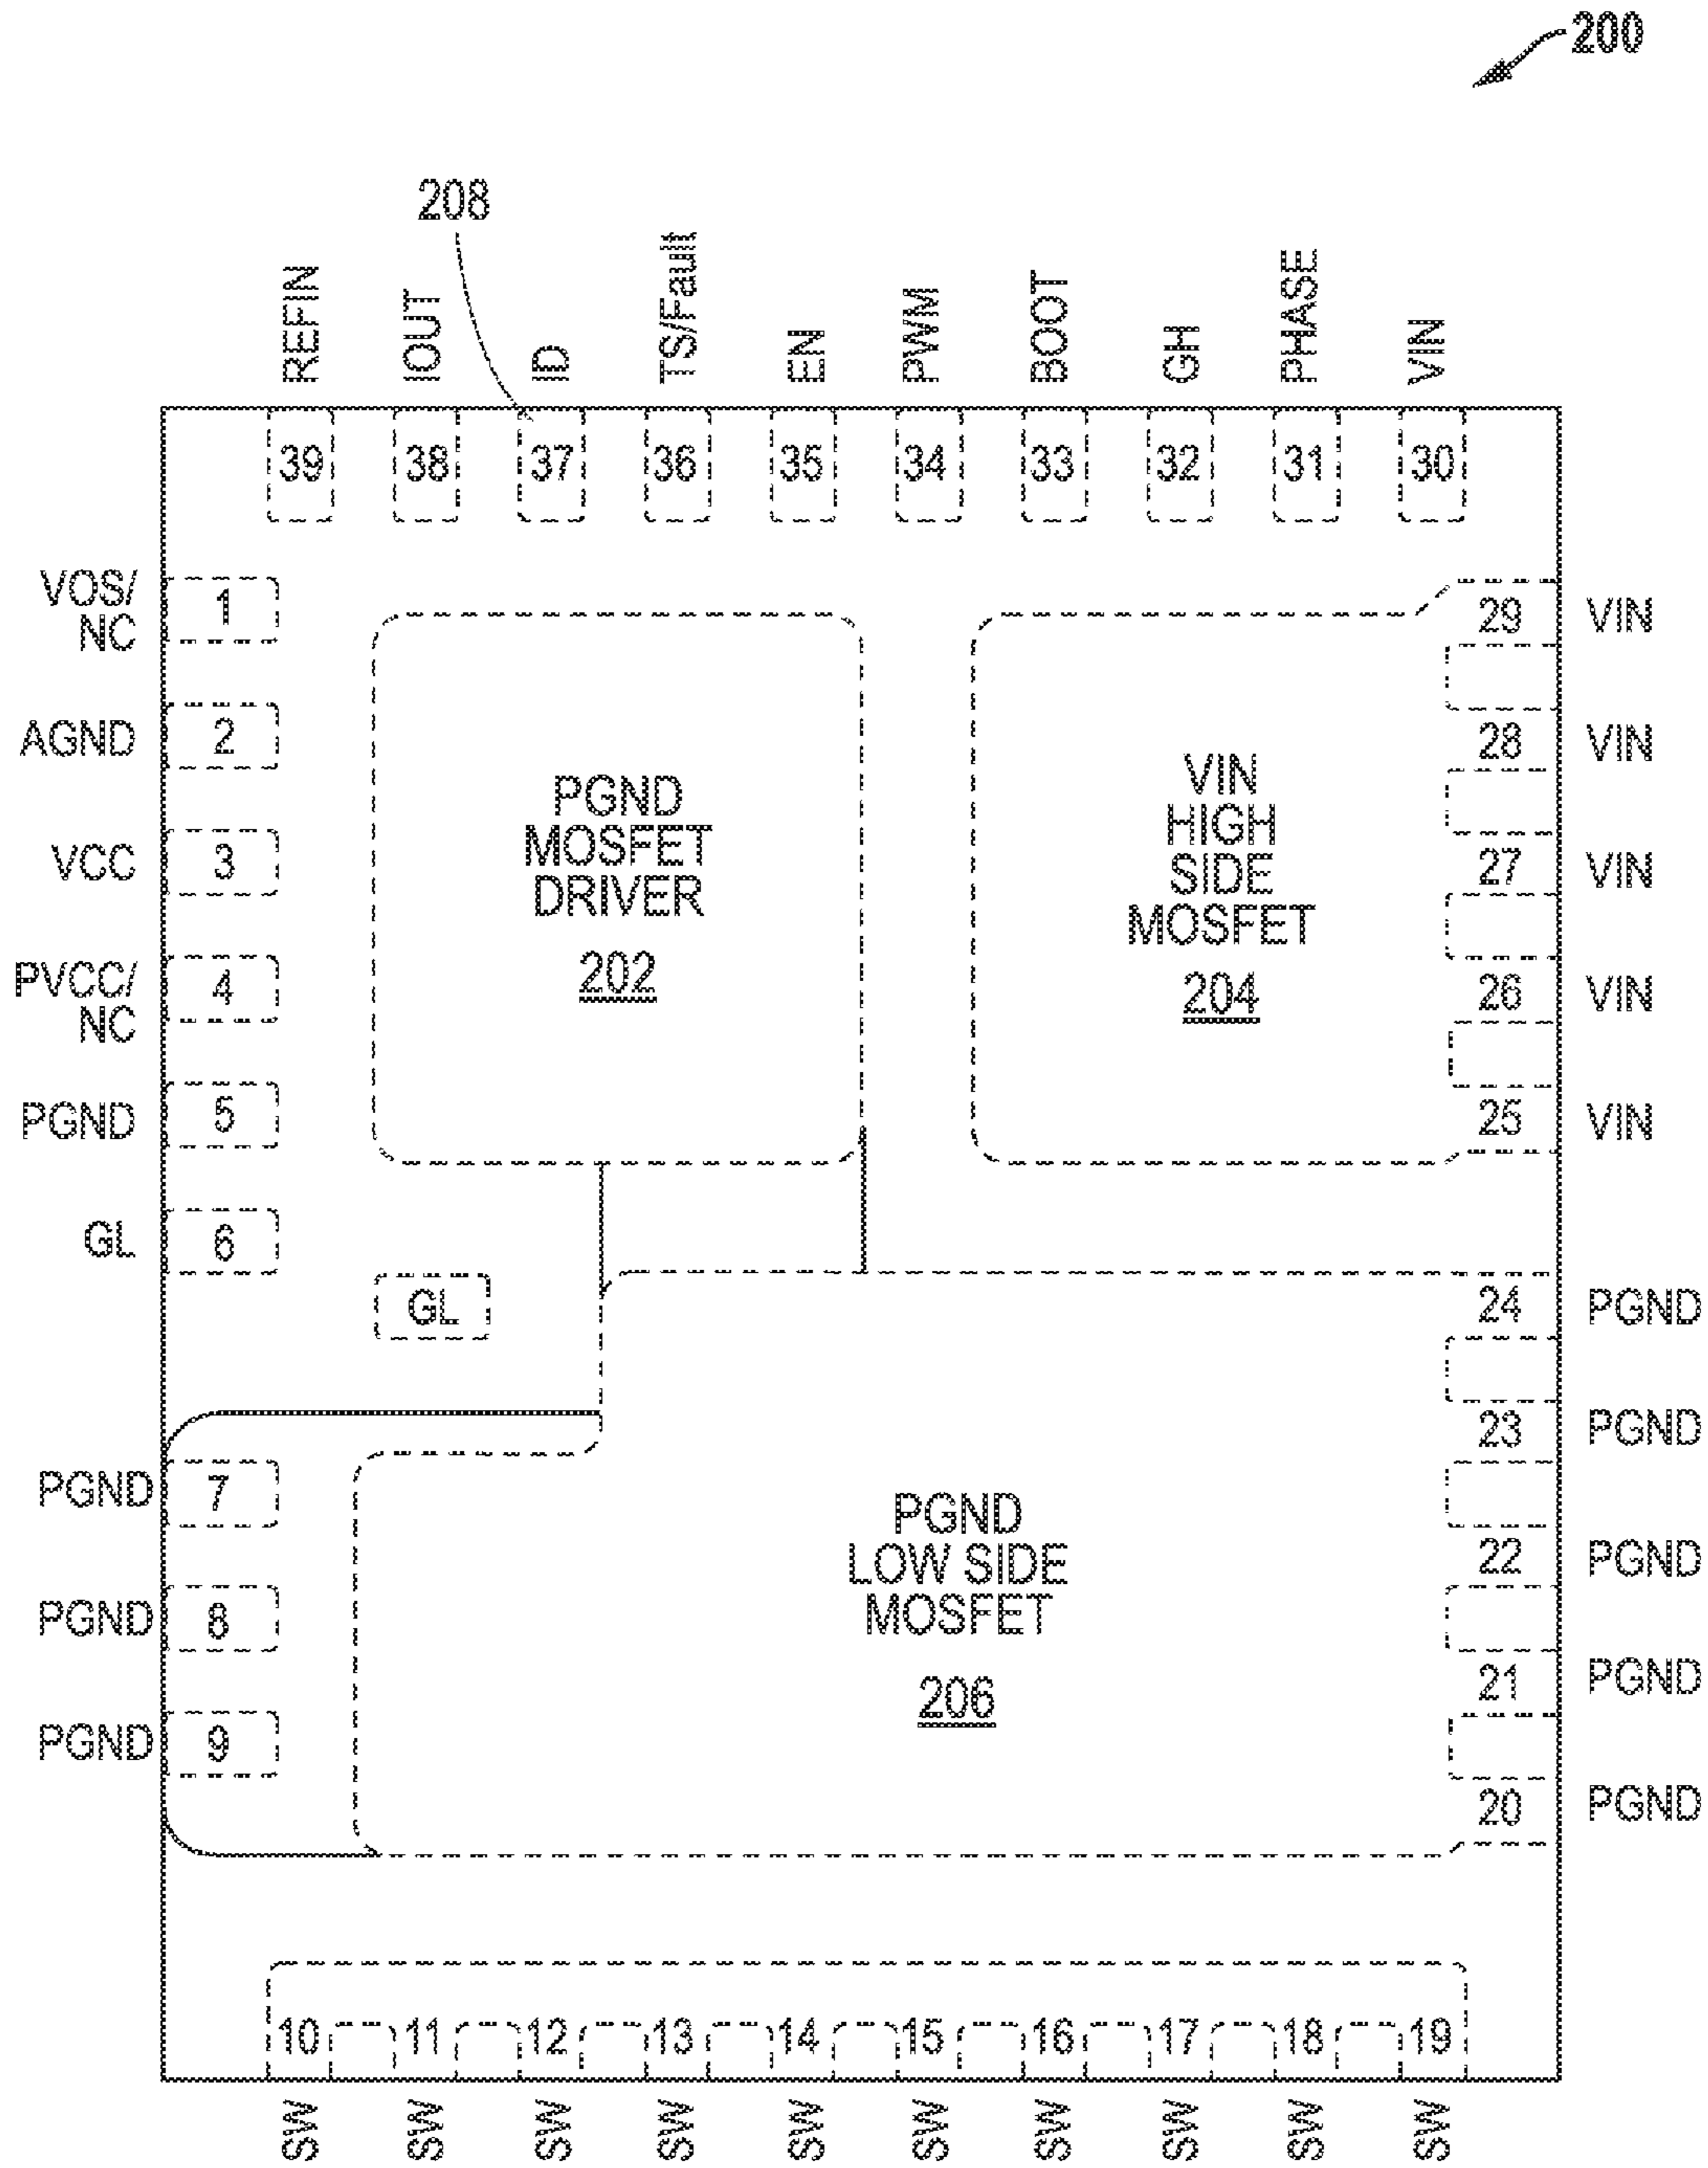 200
208
REFIN
IOUT
ID
TS/Fault
EN
PWM
BOOT
GH
PHASE
VIN
39
38
37
36
35
34
33
32
31
30
VOS/
NC
1
AGND
2
VCC
3
PVCC/
NC
4
PGND
5
GL
6
GL
PGND
7
PGND
8
PGND
9
PGND
MOSFET
DRIVER
202
VIN
HIGH
SIDE
MOSFET
204
29
VIN
28
VIN
27
VIN
26
VIN
25
VIN
PGND
LOW SIDE
MOSFET
206
24
PGND
23
PGND
22
PGND
21
PGND
20
PGND
10
11
12
13
14
15
16
17
18
19
SW
SW
SW
SW
SW
SW
SW
SW
SW
SW